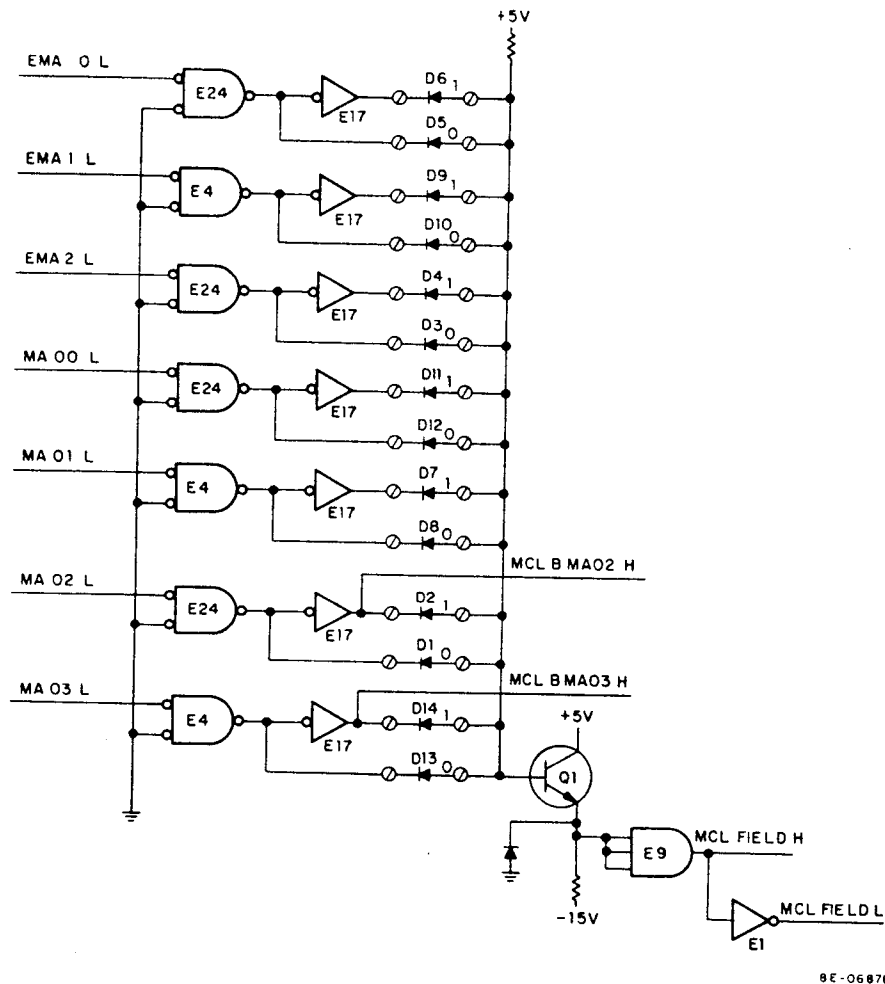 +5V
EMA 0 L
E24
E17
D6 1
D5 0
EMA 1 L
E4
E17
D9 1
D10 0
EMA 2 L
E24
E17
D4 1
D3 0
MA 00 L
E24
E17
D11 1
D12 0
MA 01 L
E4
E17
D7 1
D8 0
MCL B MA02 H
MA 02 L
E24
E17
D2 1
D1 0
MCL B MA03 H
MA 03 L
E4
E17
D14 1
D13 0
+5V
Q1
MCL FIELD H
E9
-15V
MCL FIELD L
E1